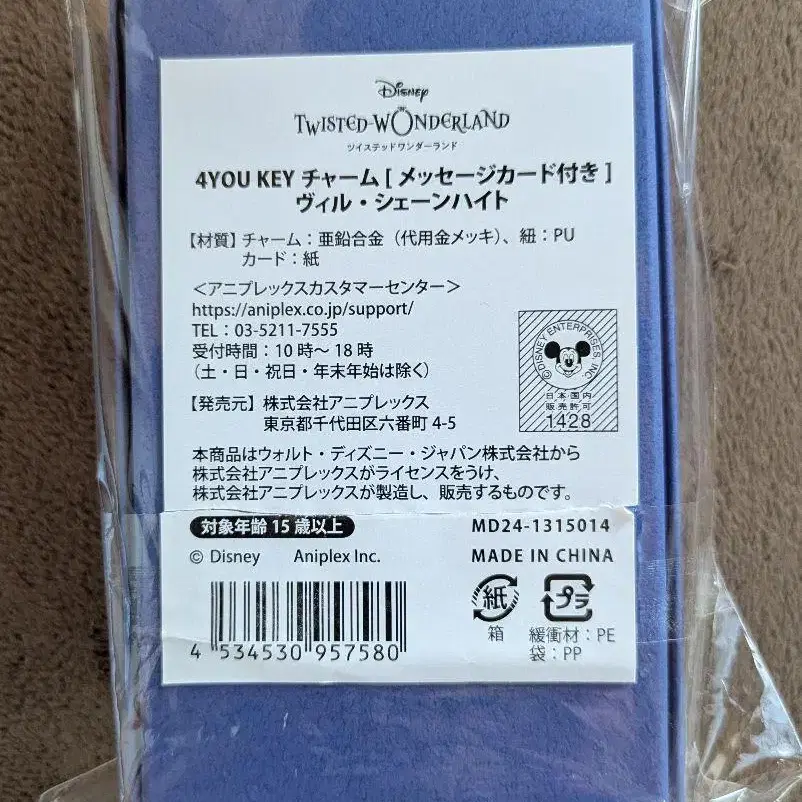 Disney
TWISTED-WONDERLAND
ツイステッドワンダーランド
4YOU KEY チャーム [ メッセージカード付き ]
ヴィル・シェーンハイト
【材質】チャーム：亜鉛合金（代用金メッキ）、紐：PU
カード：紙
＜アニプレックスカスタマーセンター＞
https://aniplex.co.jp/support/
TEL：03-5211-7555
受付時間：10 時〜 18 時
（土・日・祝日・年末年始は除く）
© DISNEY ENTERPRISES, INC.
日本国内
販売許可
1428
【発売元】株式会社アニプレックス
東京都千代田区六番町 4-5
本商品はウォルト・ディズニー・ジャパン株式会社から
株式会社アニプレックスがライセンスをうけ、
株式会社アニプレックスが製造し、販売するものです。
対象年齢 15 歳以上
MD24-1315014
© Disney Aniplex Inc.
MADE IN CHINA
紙
箱
プラ
緩衝材：PE
袋：PP
4 534530 957580